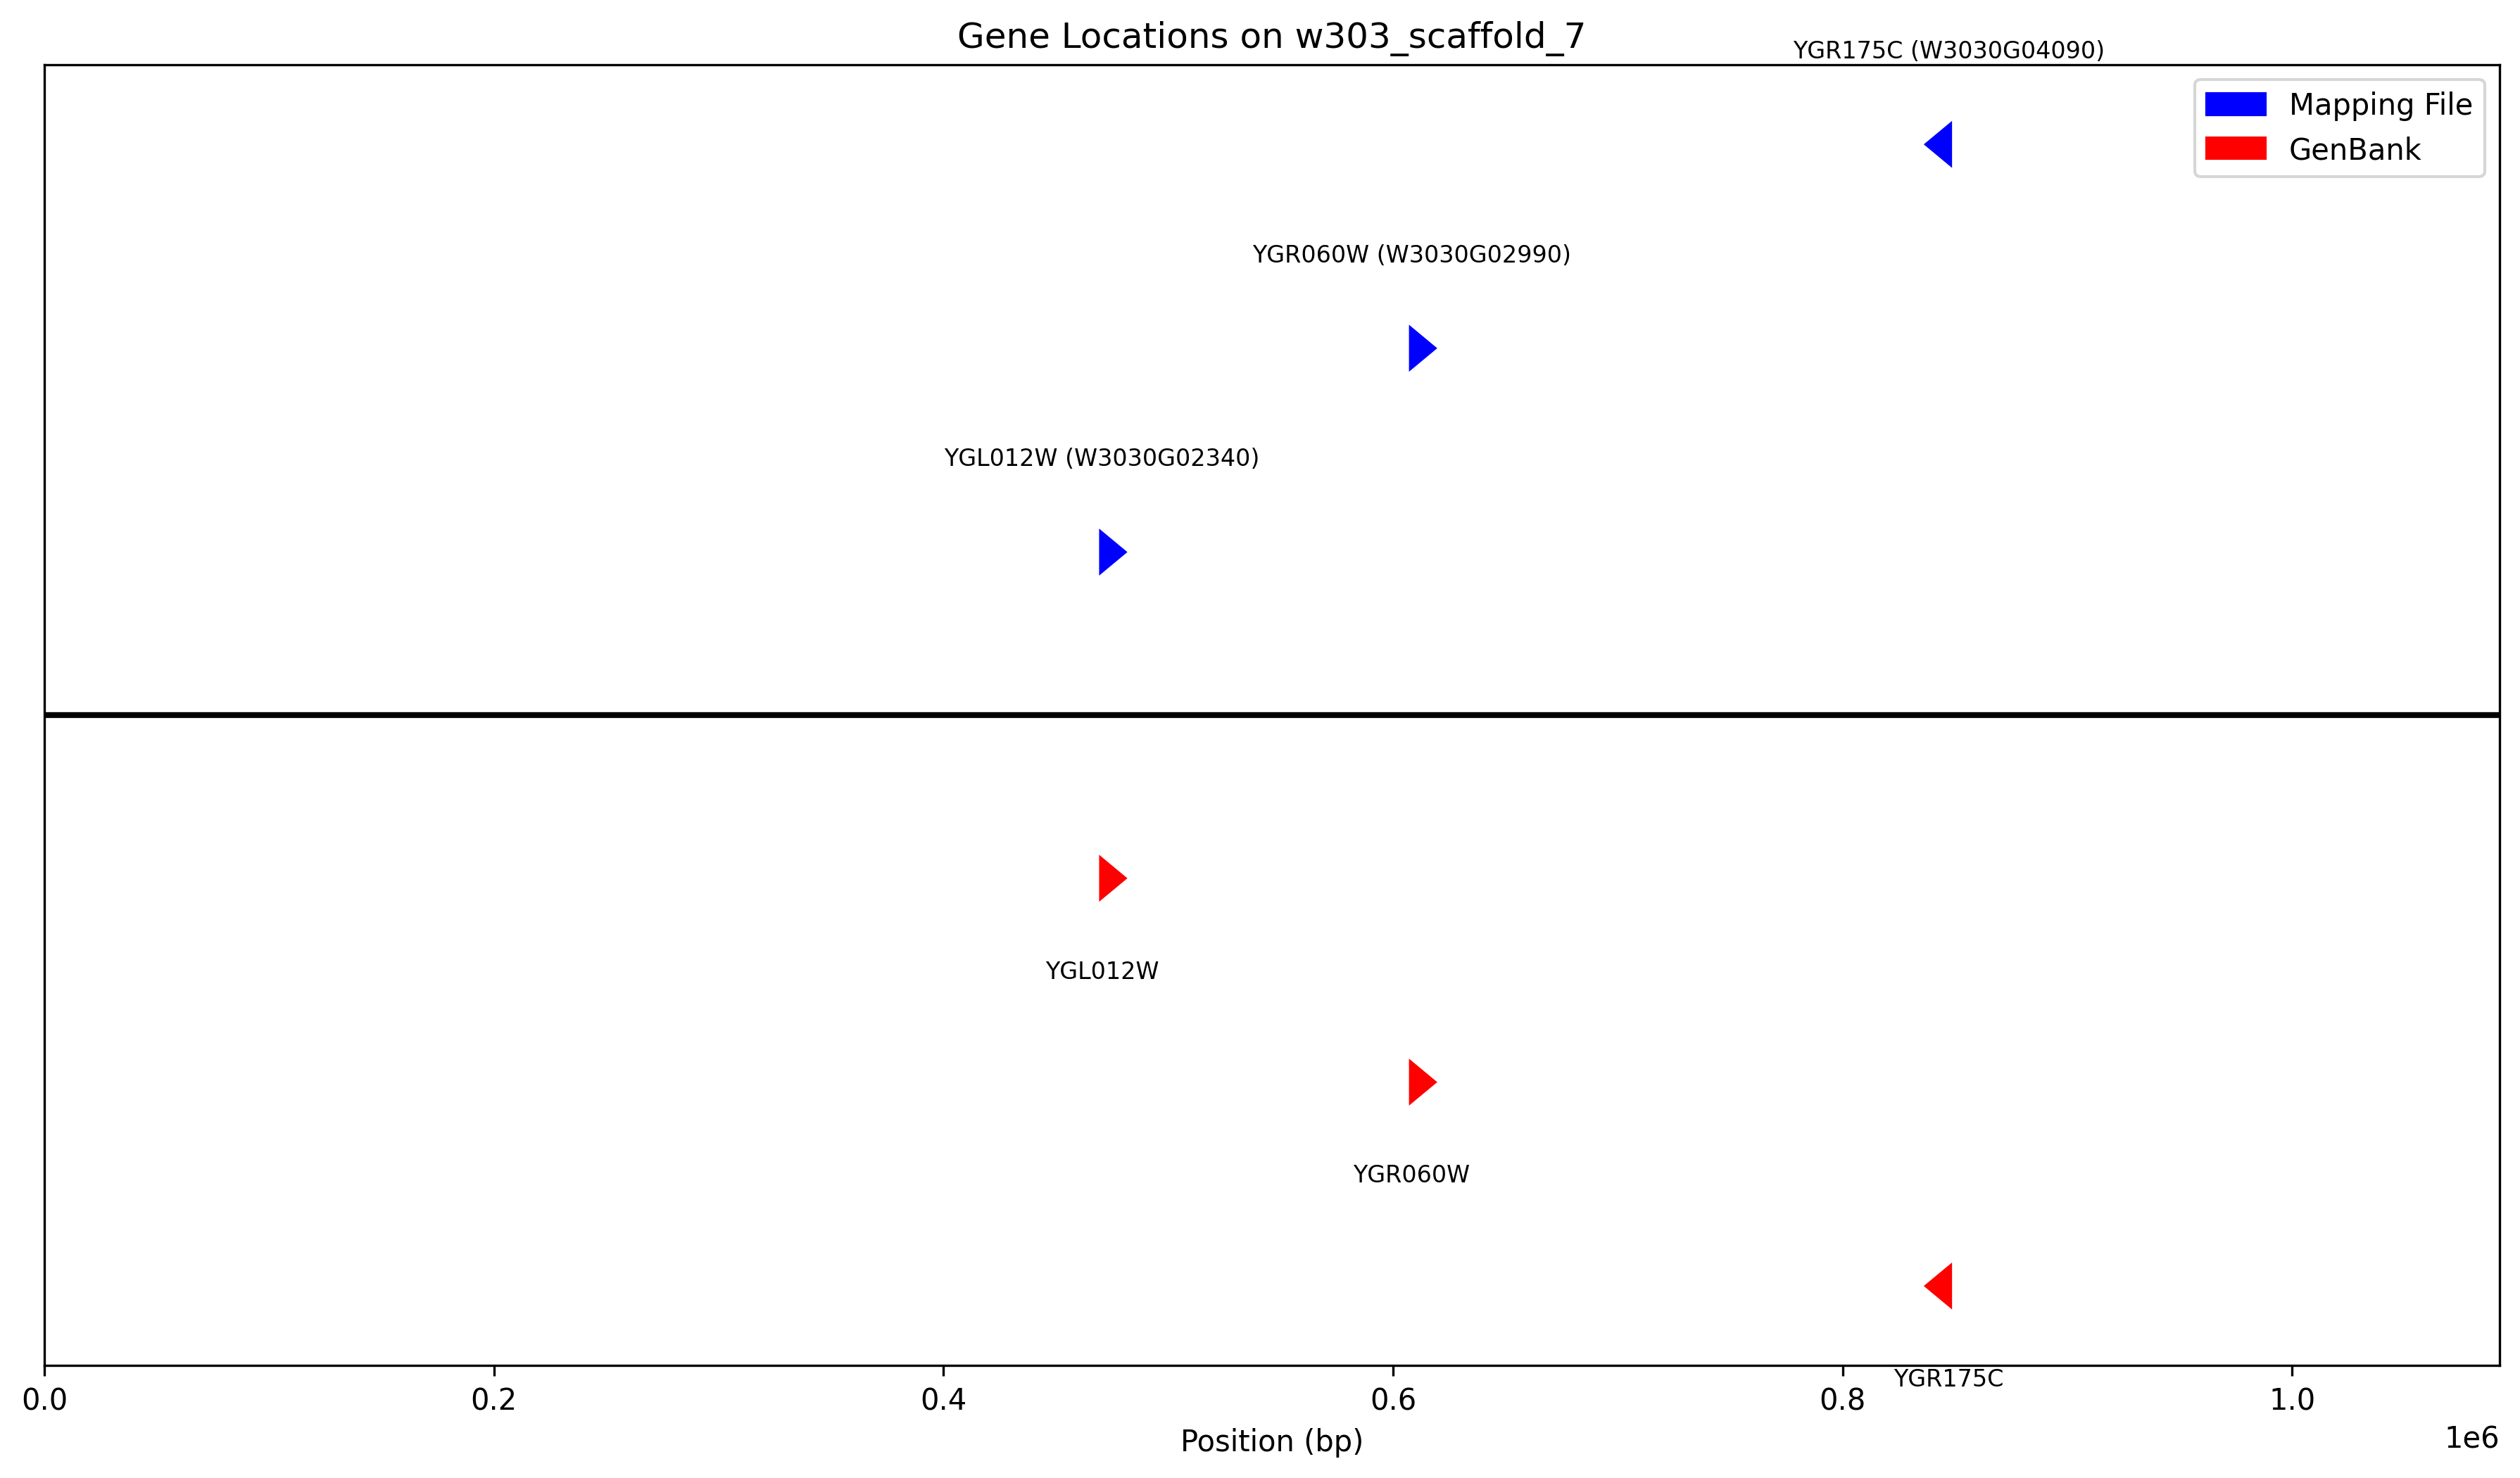 Gene Locations on w303_scaffold_7
YGR175C (W3030G04090)
Mapping File
GenBank
YGR060W (W3030G02990)
YGL012W (W3030G02340)
YGL012W
YGR060W
YGR175C
0.0 0.2 0.4 0.6 0.8 1.0
1e6
Position (bp)